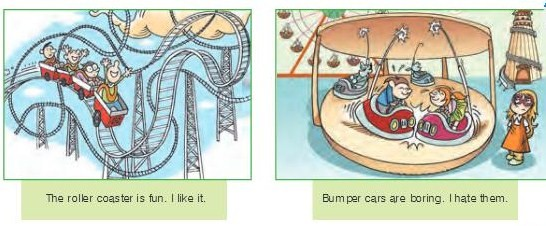 The roller coaster is fun. I like it.
Bumper cars are boring. I hate them.